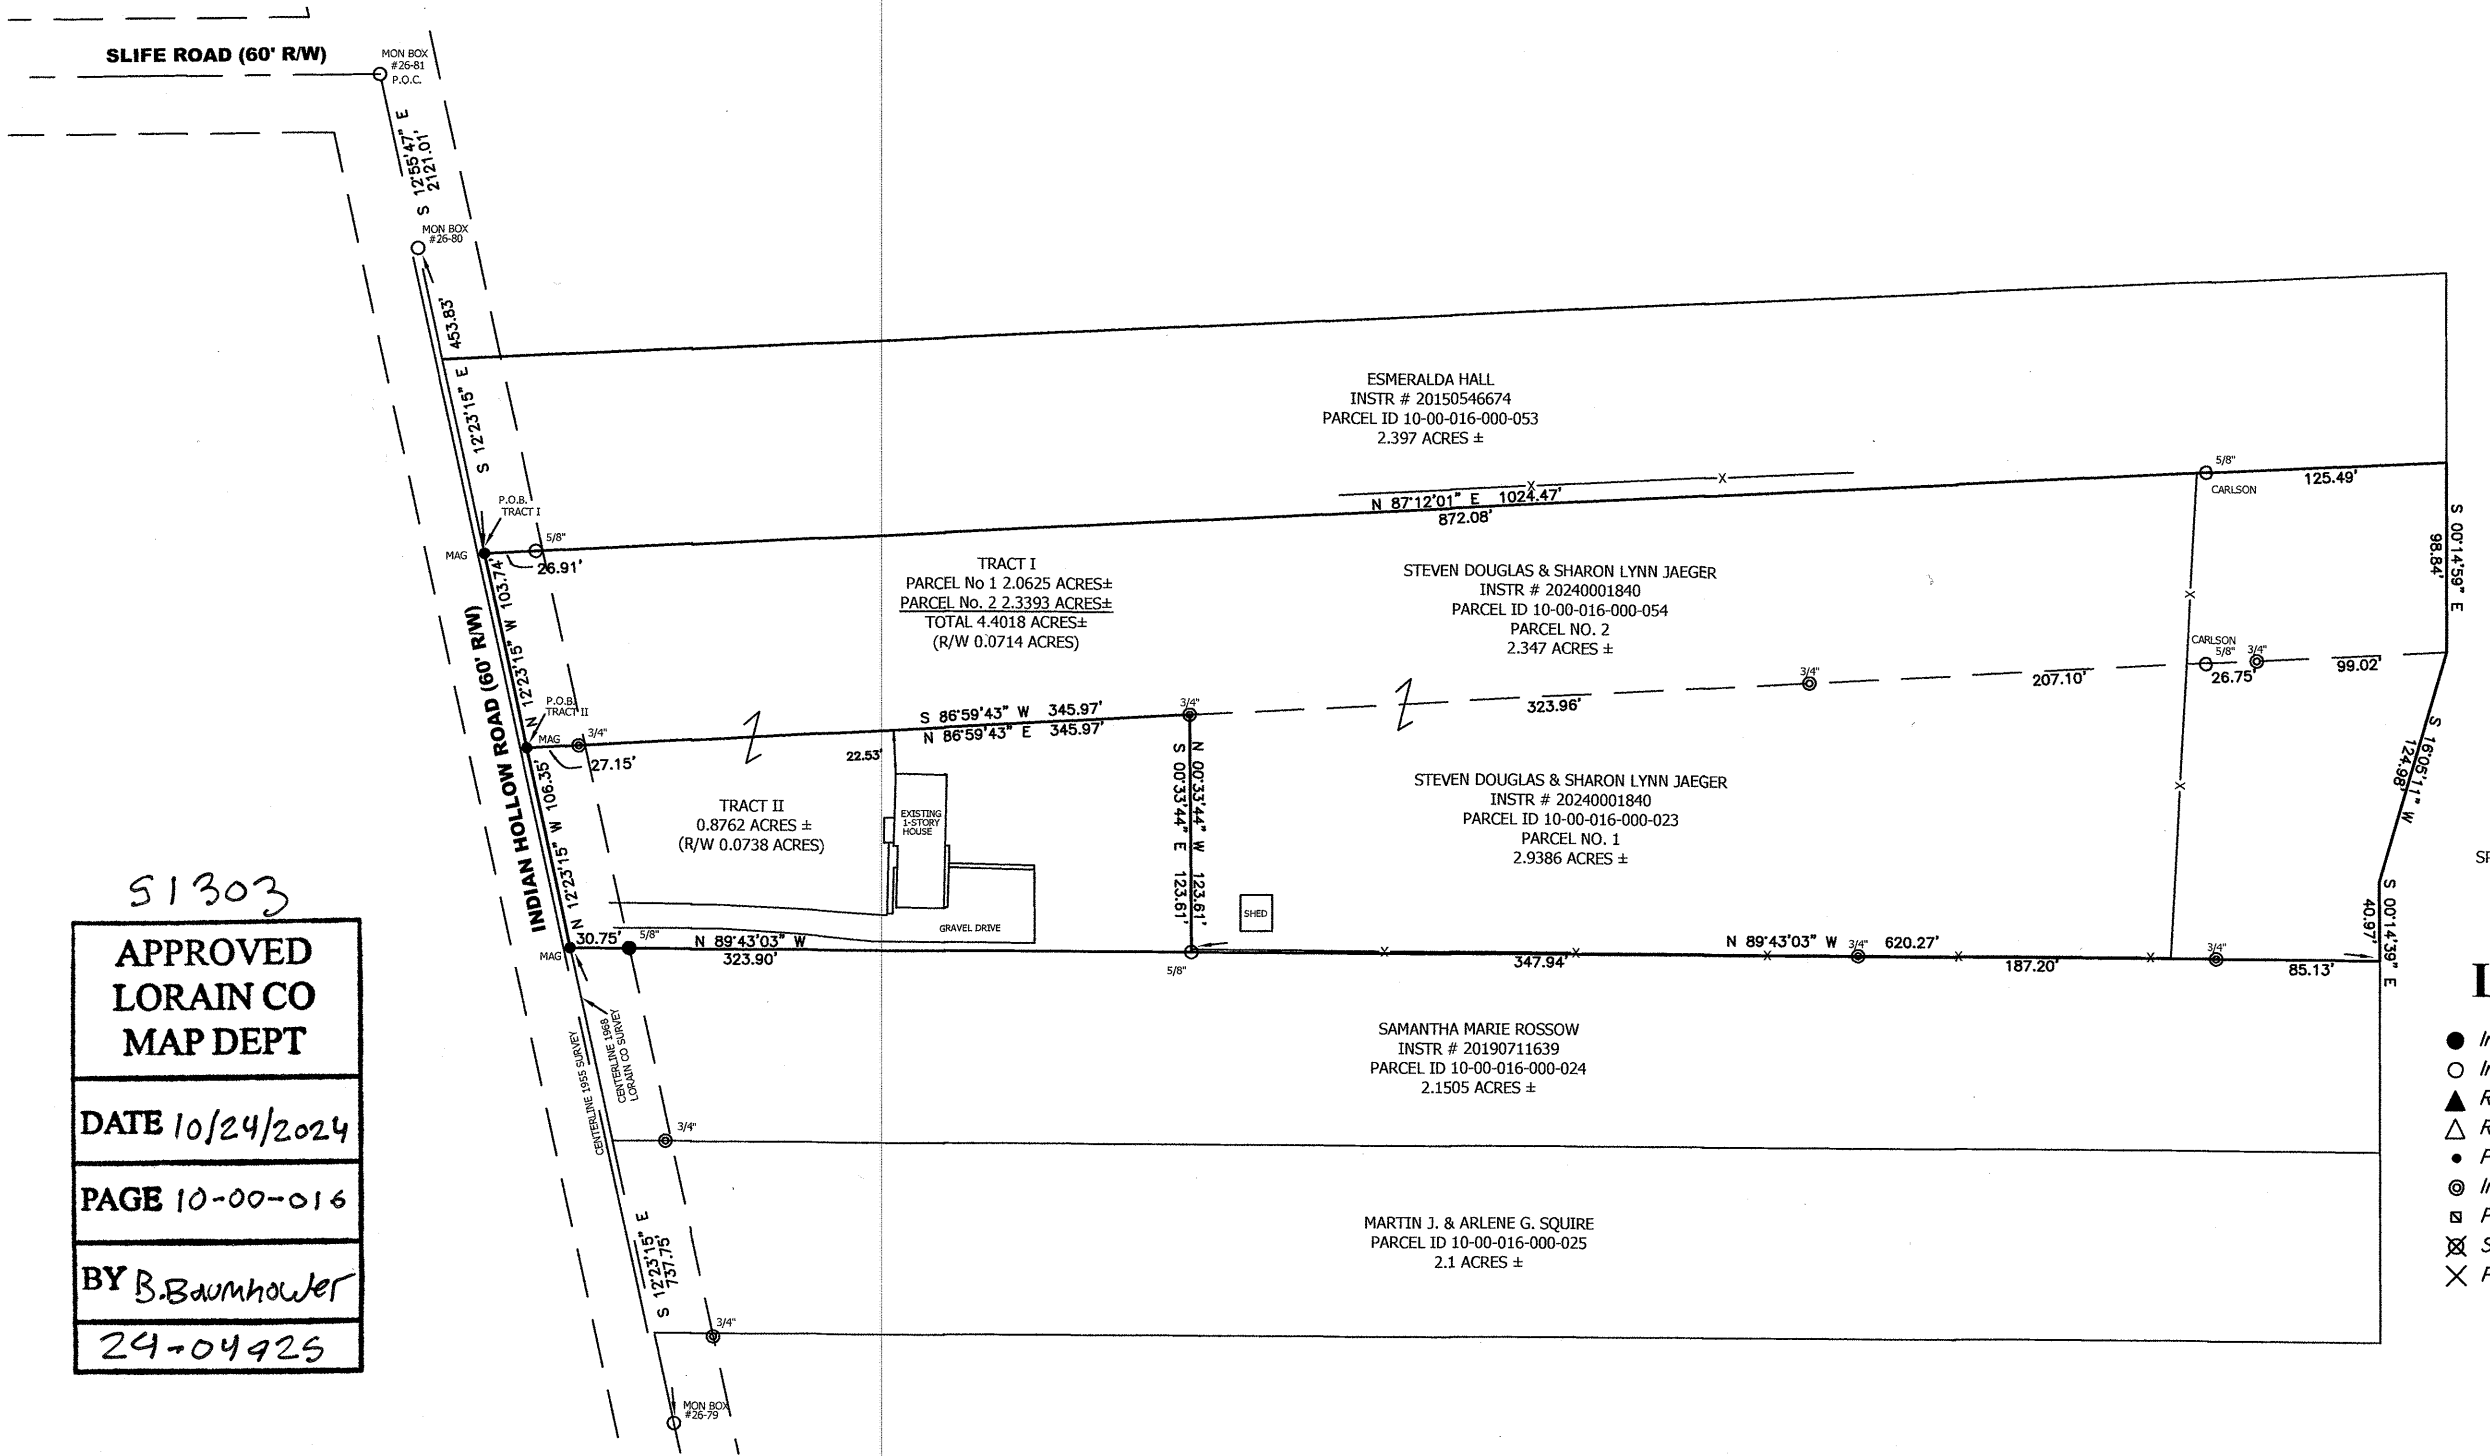 SLIFE ROAD (60' R/W)
MON BOX
#26-81
P.O.C.
S 12°55'47" E
2121.01'
MON BOX
#26-80
453.83'
S 12°23'15" E
ESMERALDA HALL
INSTR # 20150546674
PARCEL ID 10-00-016-000-053
2.397 ACRES ±
N 87°12'01" E 1024.47'
872.08'
5/8"
CARLSON
125.49'
S 00°14'59" E
98.84'
P.O.B.
TRACT I
MAG
5/8"
26.91'
N 12°23'15" W 103.74'
TRACT I
PARCEL No 1 2.0625 ACRES±
PARCEL No. 2 2.3393 ACRES±
TOTAL 4.4018 ACRES±
(R/W 0.0714 ACRES)
STEVEN DOUGLAS & SHARON LYNN JAEGER
INSTR # 20240001840
PARCEL ID 10-00-016-000-054
PARCEL NO. 2
2.347 ACRES ±
X
X
X
X
INDIAN HOLLOW ROAD (60' R/W)
P.O.B.
TRACT II
MAG
3/4"
27.15'
S 86°59'43" W 345.97'
N 86°59'43" E 345.97'
3/4"
323.96'
3/4"
207.10'
CARLSON
5/8"
3/4"
26.75'
99.02'
22.53'
N 12°23'15" W 106.35'
TRACT II
0.8762 ACRES ±
(R/W 0.0738 ACRES)
EXISTING
1-STORY
HOUSE
N 00°33'44" W 123.61'
S 00°33'44" E 123.61'
STEVEN DOUGLAS & SHARON LYNN JAEGER
INSTR # 20240001840
PARCEL ID 10-00-016-000-023
PARCEL NO. 1
2.9386 ACRES ±
S 16°05'11" W
124.98'
S 00°14'39" E
40.97'
SHED
GRAVEL DRIVE
MAG
30.75'
5/8"
N 89°43'03" W
323.90'
5/8"
X
X
X
X
X
347.94'
N 89°43'03" W 3/4" 620.27'
187.20'
3/4"
85.13'
CENTERLINE 1955 SURVEY
CENTERLINE 1968
LORAIN CO SURVEY
SAMANTHA MARIE ROSSOW
INSTR # 20190711639
PARCEL ID 10-00-016-000-024
2.1505 ACRES ±
3/4"
S 12°23'15" E
737.75'
MARTIN J. & ARLENE G. SQUIRE
PARCEL ID 10-00-016-000-025
2.1 ACRES ±
3/4"
MON BOX
#26-79
51303
APPROVED
LORAIN CO
MAP DEPT
DATE 10/24/2024
PAGE 10-00-016
BY B.Baumhower
24-04925